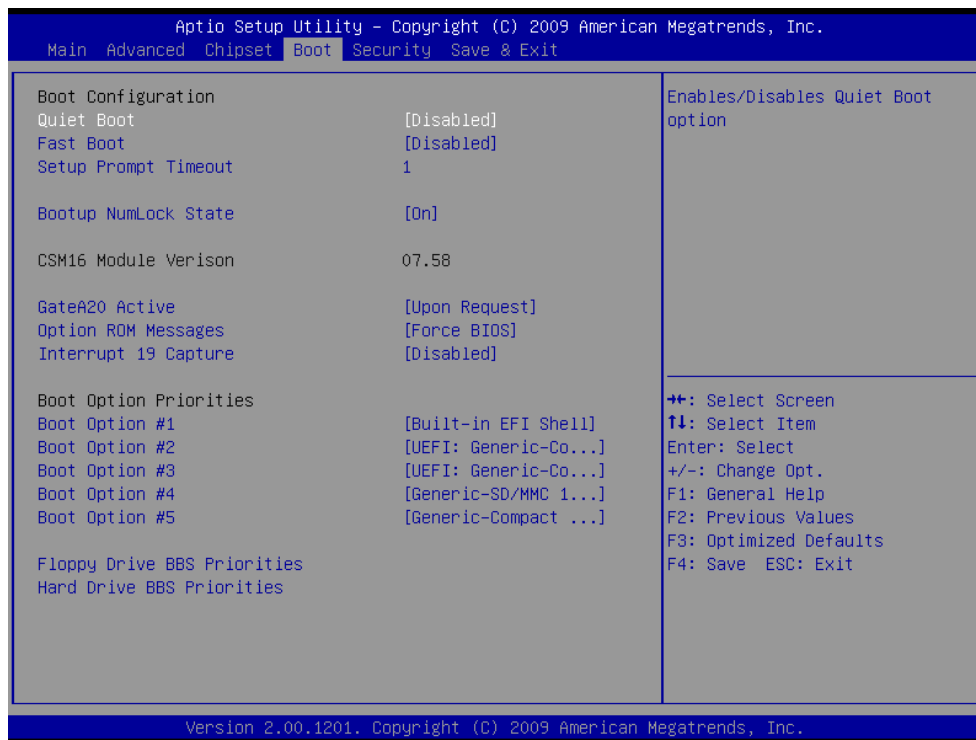 Aptio Setup Utility – Copyright (C) 2009 American Megatrends, Inc.
Main Advanced Chipset Boot Security Save & Exit
Boot Configuration
Quiet Boot [Disabled]
Fast Boot [Disabled]
Setup Prompt Timeout 1
Bootup NumLock State [On]
CSM16 Module Verison 07.58
GateA20 Active [Upon Request]
Option ROM Messages [Force BIOS]
Interrupt 19 Capture [Disabled]
Boot Option Priorities
Boot Option #1 [Built-in EFI Shell]
Boot Option #2 [UEFI: Generic-Co...]
Boot Option #3 [UEFI: Generic-Co...]
Boot Option #4 [Generic-SD/MMC 1...]
Boot Option #5 [Generic-Compact ...]
Floppy Drive BBS Priorities
Hard Drive BBS Priorities
Enables/Disables Quiet Boot
option
→←: Select Screen
↑↓: Select Item
Enter: Select
+/-: Change Opt.
F1: General Help
F2: Previous Values
F3: Optimized Defaults
F4: Save ESC: Exit
Version 2.00.1201. Copyright (C) 2009 American Megatrends, Inc.